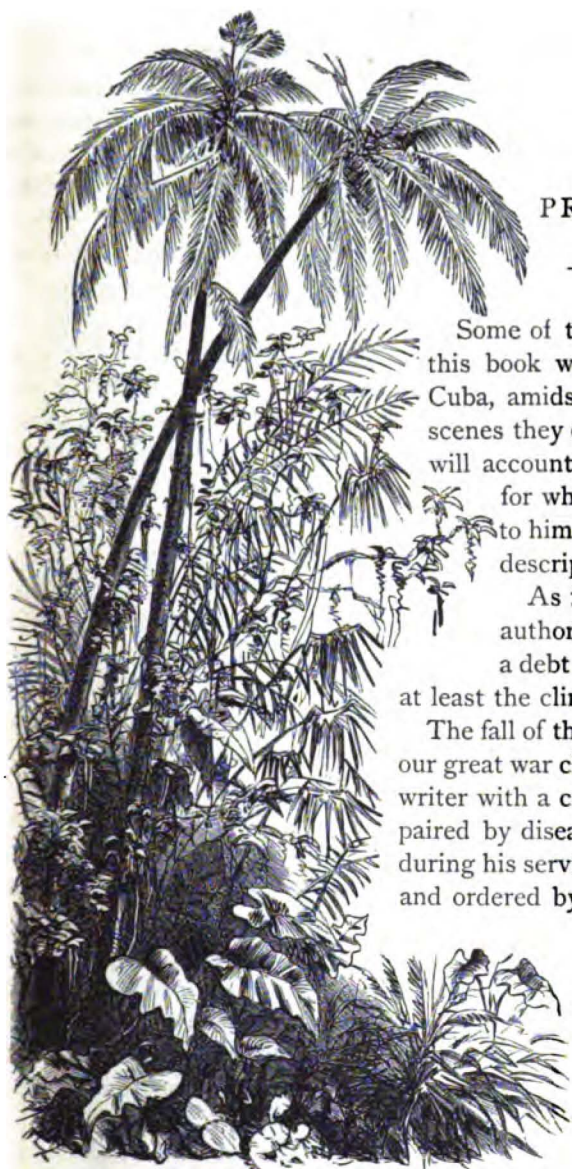 PR
Some of t
this book w
Cuba, amids
scenes they
will account
for wh
to him
descrip
As
author
a debt
at least the clin
The fall of th
our great war c
writer with a c
paired by disea
during his servi
and ordered by